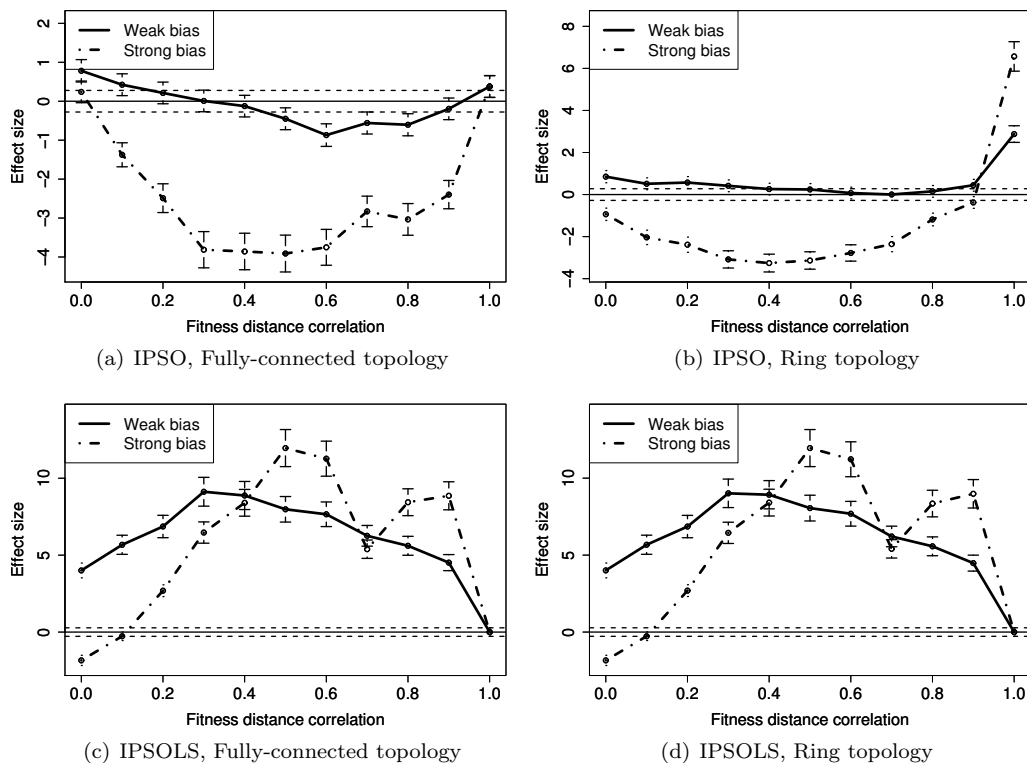 Weak bias
Strong bias
Effect size
2
1
0
-1
-2
-3
-4
0.0 0.2 0.4 0.6 0.8 1.0
Fitness distance correlation
(a) IPSO, Fully-connected topology
Weak bias
Strong bias
Effect size
8
6
4
2
0
-2
-4
0.0 0.2 0.4 0.6 0.8 1.0
Fitness distance correlation
(b) IPSO, Ring topology
Weak bias
Strong bias
Effect size
10
5
0
0.0 0.2 0.4 0.6 0.8 1.0
Fitness distance correlation
(c) IPSOLS, Fully-connected topology
Weak bias
Strong bias
Effect size
10
5
0
0.0 0.2 0.4 0.6 0.8 1.0
Fitness distance correlation
(d) IPSOLS, Ring topology